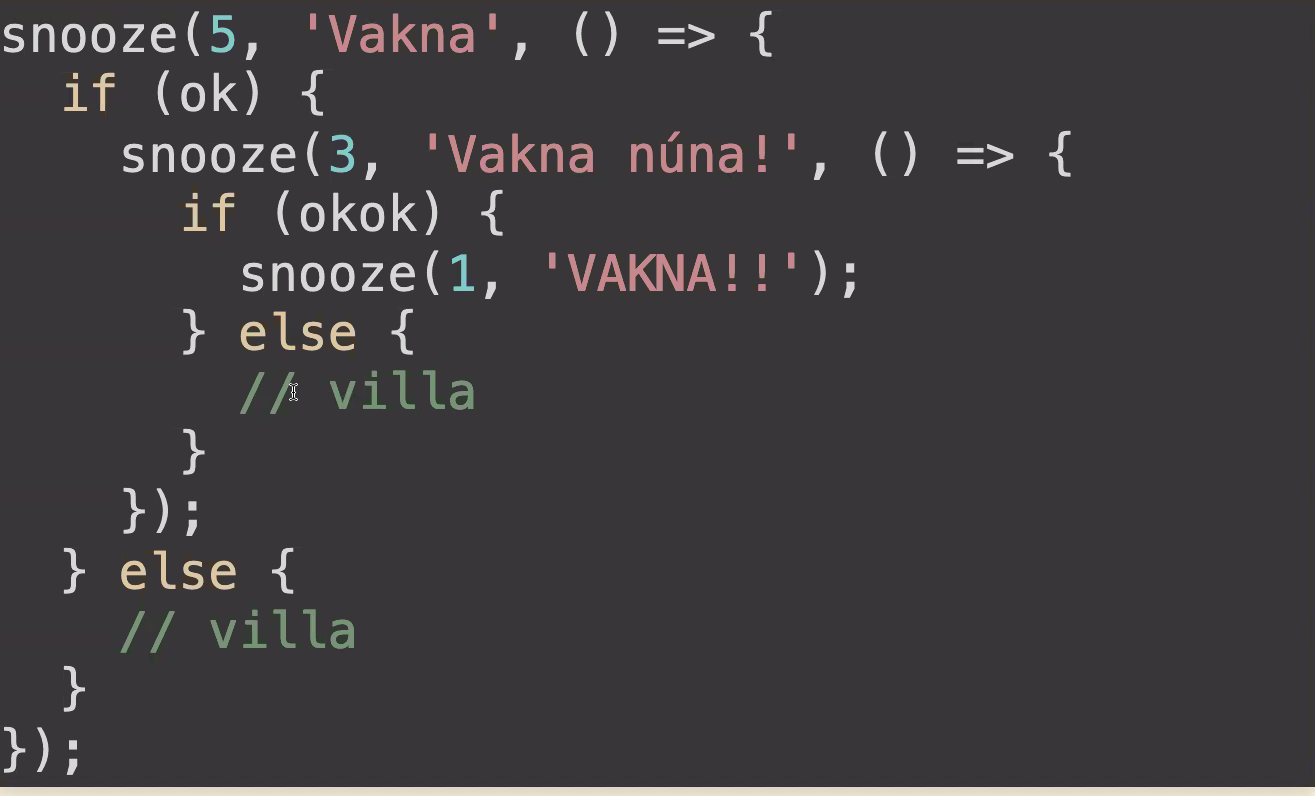 snooze(5, 'Vakna', () => {
  if (ok) {
    snooze(3, 'Vakna núna!', () => {
      if (okok) {
        snooze(1, 'VAKNA!!');
      } else {
        // villa
      }
    });
  } else {
    // villa
  }
});